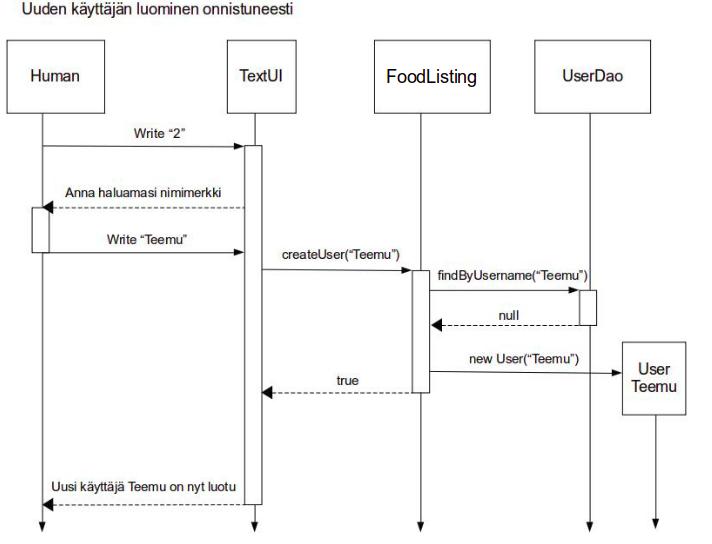 Uuden käyttäjän luominen onnistuneesti
Human
TextUI
FoodListing
UserDao
Write “2”
Anna haluamasi nimimerkki
Write “Teemu”
createUser(“Teemu”)
findByUsername(“Teemu”)
null
new User(“Teemu”)
User
Teemu
true
Uusi käyttäjä Teemu on nyt luotu